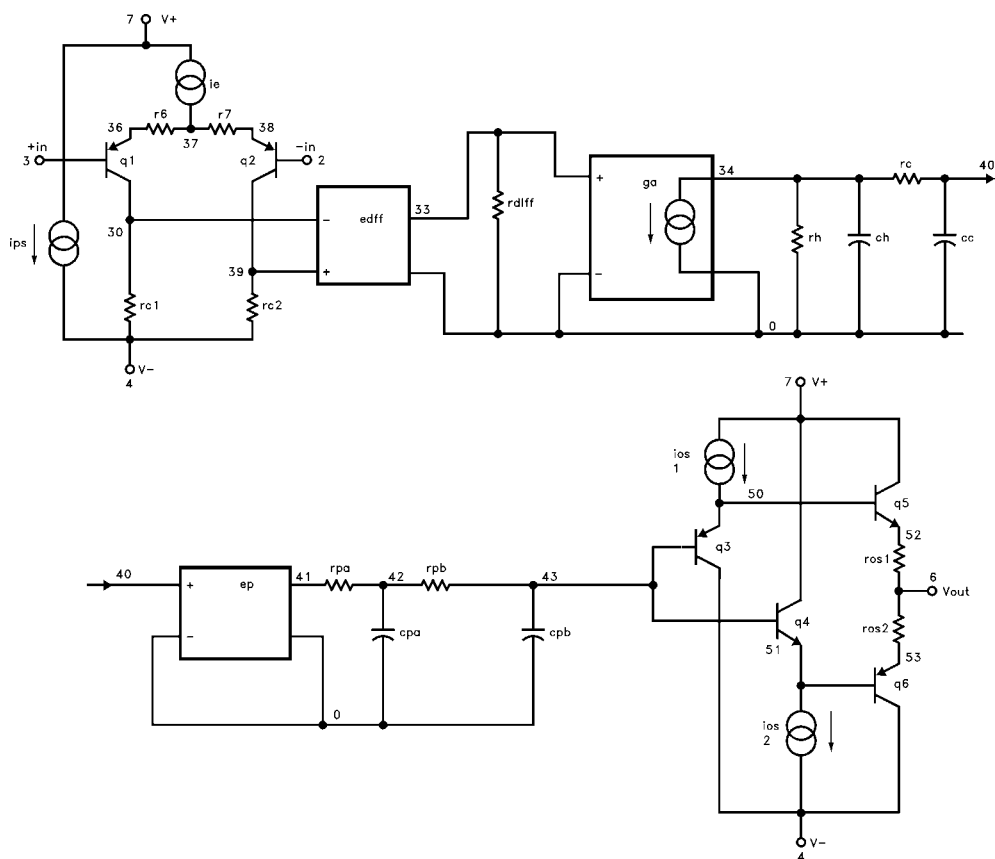 7 V+
ie
36 r6 r7 38
37
+in -in
3 q1 q2 2
ips 30 39
rc1 rc2
4 V-
- edff 33
+
rdiff
+ ga 34
-
rc 40
rh ch cc
0
40 + ep 41 rpa 42 rpb 43
-
cpa cpb
0
7 V+
ios
1
50
q3 q5
52
ros1
6
Vout
q4
51
ros2
53
q6
ios
2
V-
4